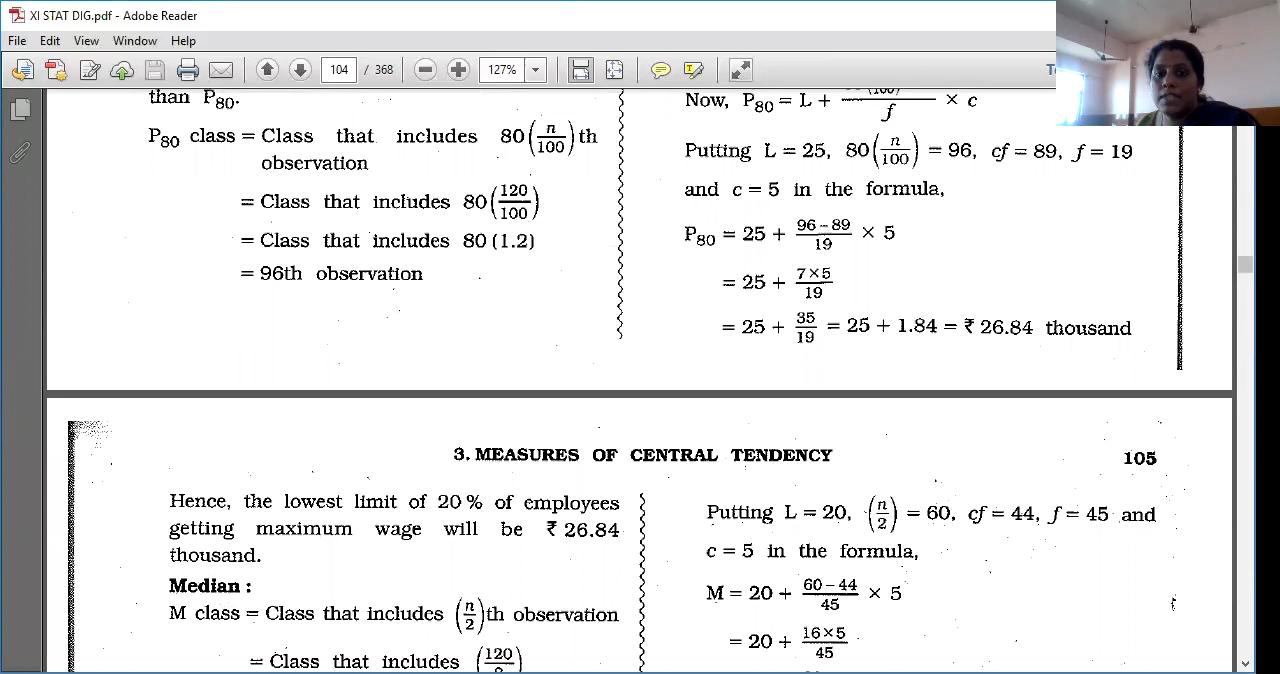 XI STAT DIG.pdf - Adobe Reader
File Edit View Window Help
104 / 368 127%
than P₈₀.
P₈₀ class = Class that includes 80(n/100)th
observation
= Class that includes 80(120/100)
= Class that includes 80 (1.2)
= 96th observation
Now, P₈₀ = L + (100) / f × c
Putting L = 25, 80(n/100) = 96, cf = 89, f = 19
and c = 5 in the formula,
P₈₀ = 25 + (96 – 89)/19 × 5
= 25 + (7×5)/19
= 25 + 35/19 = 25 + 1.84 = ₹ 26.84 thousand
3. MEASURES OF CENTRAL TENDENCY 105
Hence, the lowest limit of 20 % of employees
getting maximum wage will be ₹ 26.84
thousand.
Median :
M class = Class that includes (n/2)th observation
= Class that includes (120/
Putting L = 20, (n/2) = 60, cf = 44, f = 45 and
c = 5 in the formula,
M = 20 + (60 – 44)/45 × 5
= 20 + (16×5)/45